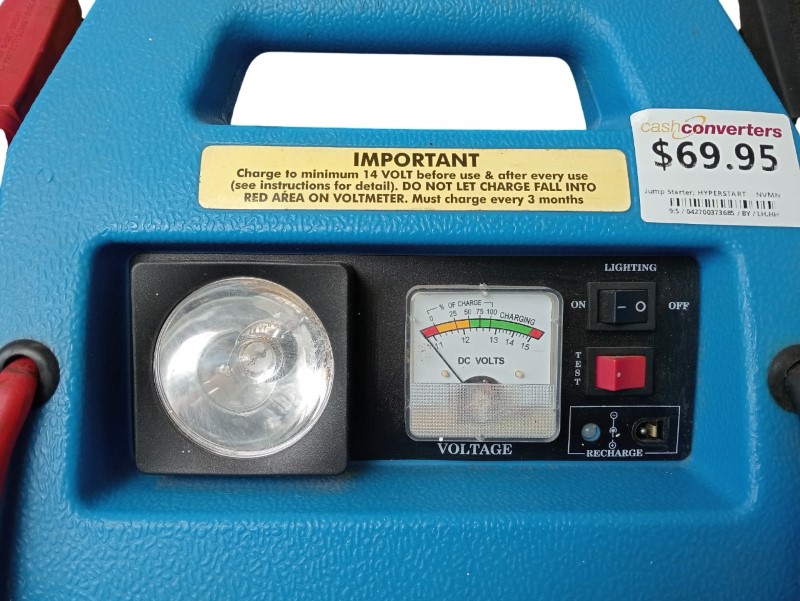 cashconverters
$69.95
Jump Starter; HYPERSTART NVMN
IMPORTANT
Charge to minimum 14 VOLT before use & after every use
(see instructions for detail). DO NOT LET CHARGE FALL INTO
RED AREA ON VOLTMETER. Must charge every 3 months
LIGHTING
ON
OFF
% OF CHARGE
0 25 50 75 100 CHARGING
11 12 13 14 15
DC VOLTS
VOLTAGE
TEST
RECHARGE